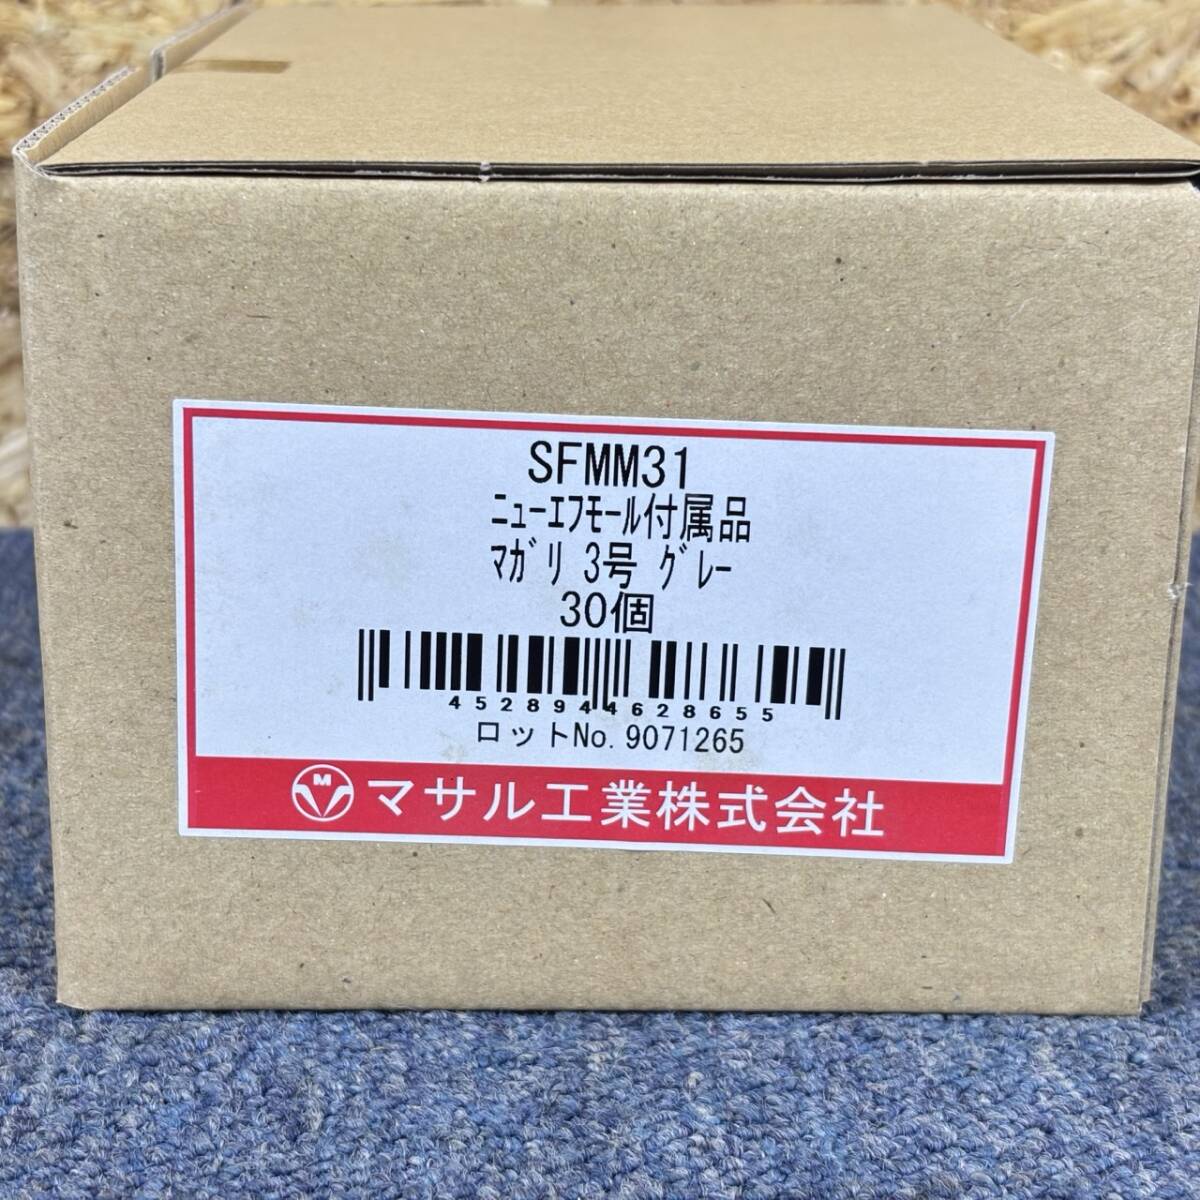 SFMM31
ﾆｭｰｴﾌﾓｰﾙ付属品
ﾏｶﾞﾘ 3号 ｸﾞﾚｰ
30個
4528944628655
ロットNo. 9071265
M マサル工業株式会社